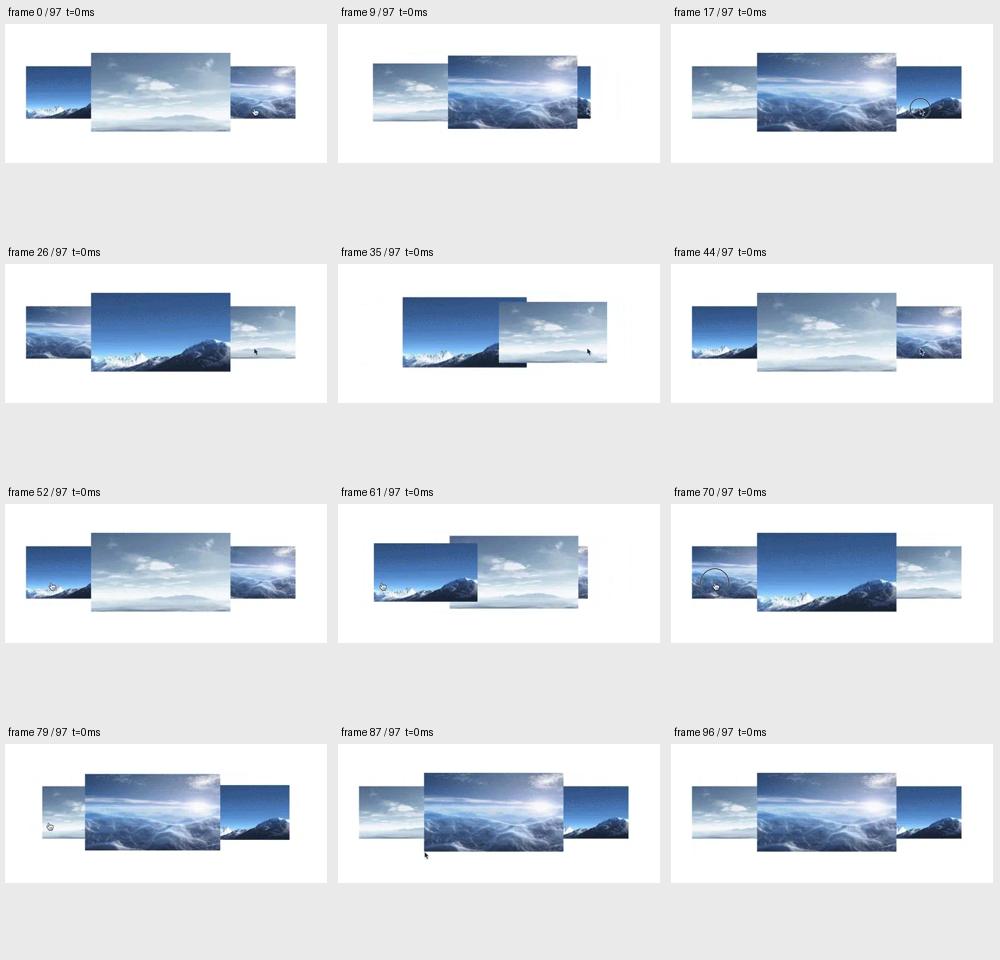 frame 0 / 97 t=0ms
frame 9 / 97 t=0ms
frame 17 / 97 t=0ms
frame 26 / 97 t=0ms
frame 35 / 97 t=0ms
frame 44 / 97 t=0ms
frame 52 / 97 t=0ms
frame 61 / 97 t=0ms
frame 70 / 97 t=0ms
frame 79 / 97 t=0ms
frame 87 / 97 t=0ms
frame 96 / 97 t=0ms